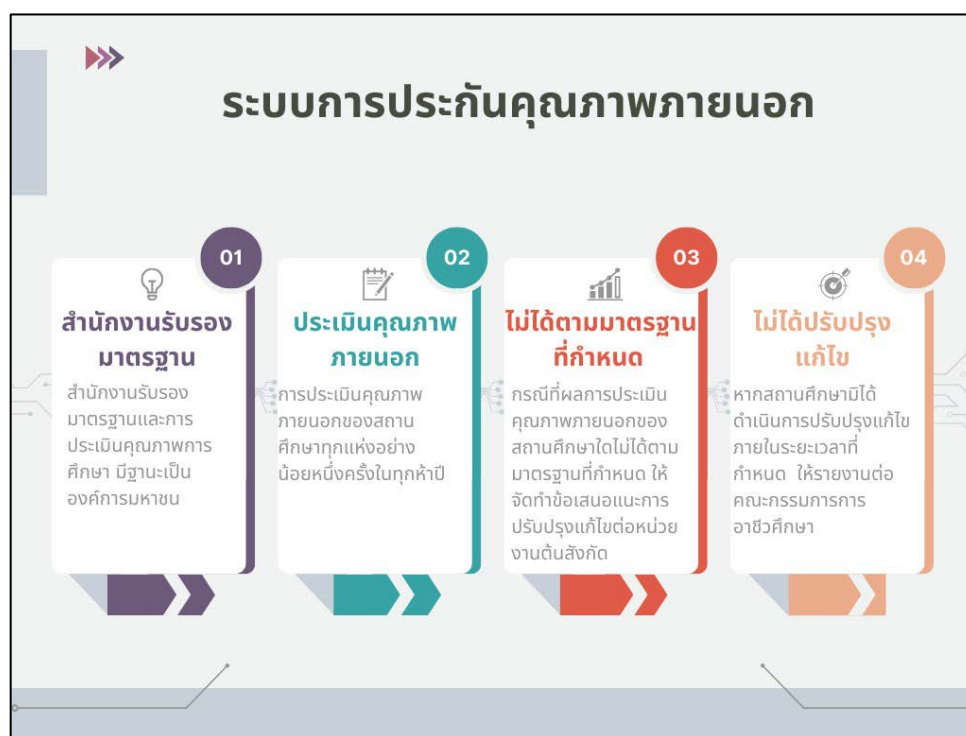 ระบบการประกันคุณภาพภายนอก
01
สำนักงานรับรอง
มาตรฐาน
สำนักงานรับรอง
มาตรฐานและการ
ประเมินคุณภาพการ
ศึกษา มีฐานะเป็น
องค์การมหาชน
02
ประเมินคุณภาพ
ภายนอก
การประเมินคุณภาพ
ภายนอกของสถาน
ศึกษาทุกแห่งอย่าง
น้อยหนึ่งครั้งในทุกห้าปี
03
ไม่ได้ตามมาตรฐาน
ที่กำหนด
กรณีที่ผลการประเมิน
คุณภาพภายนอกของ
สถานศึกษาใดไม่ได้ตาม
มาตรฐานที่กำหนด ให้
จัดทำข้อเสนอแนะการ
ปรับปรุงแก้ไขต่อหน่วย
งานต้นสังกัด
04
ไม่ได้ปรับปรุง
แก้ไข
หากสถานศึกษามิได้
ดำเนินการปรับปรุงแก้ไข
ภายในระยะเวลาที่
กำหนด ให้รายงานต่อ
คณะกรรมการการ
อาชีวศึกษา